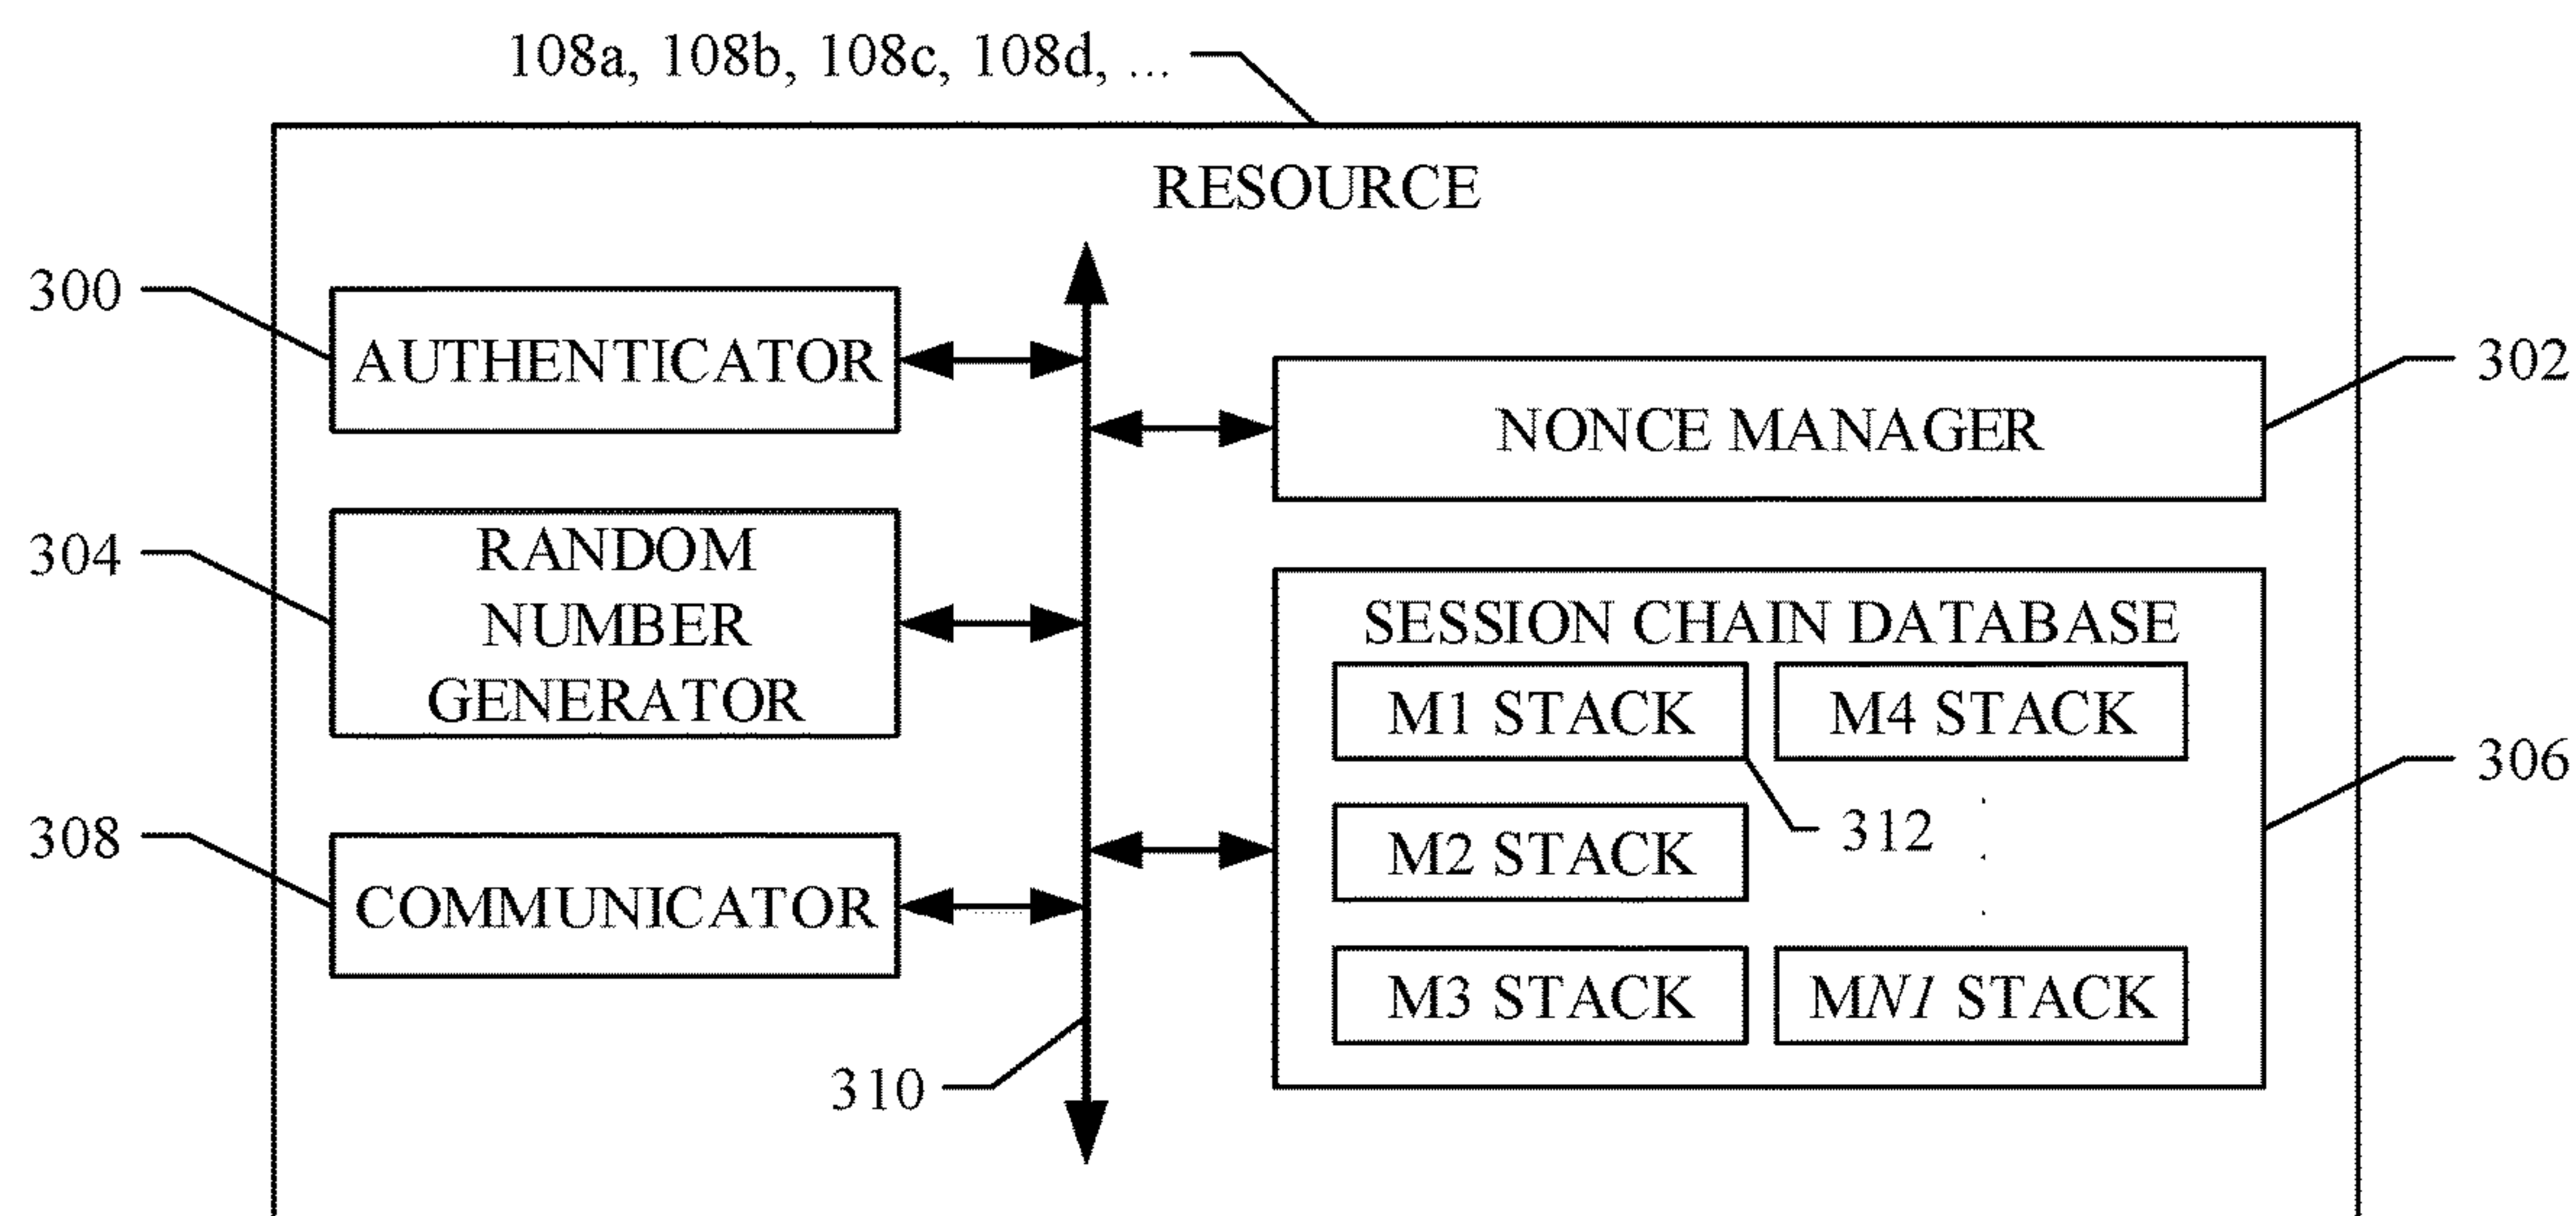 108a, 108b, 108c, 108d, ...
RESOURCE
300
AUTHENTICATOR
302
NONCE MANAGER
304
RANDOM
NUMBER
GENERATOR
SESSION CHAIN DATABASE
M1 STACK
M4 STACK
306
312
308
COMMUNICATOR
M2 STACK
M3 STACK
MN1 STACK
310